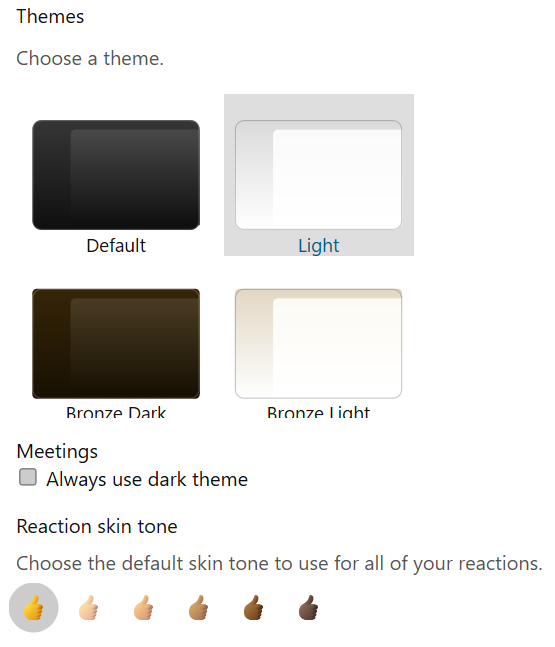 Themes
Choose a theme.
Default
Light
Bronze Dark
Bronze Light
Meetings
Always use dark theme
Reaction skin tone
Choose the default skin tone to use for all of your reactions.